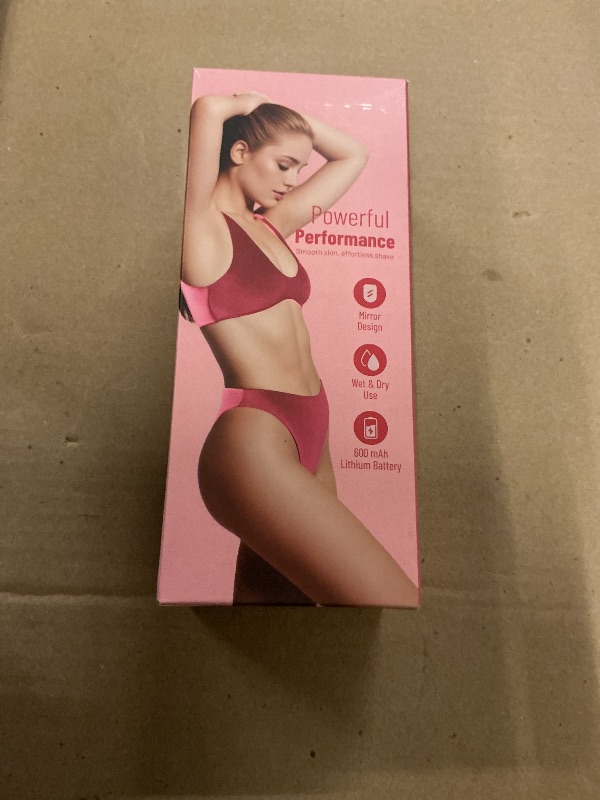 Powerful
Performance
Smooth skin, effortless shave
Mirror
Design
Wet & Dry
Use
600 mAh
Lithium Battery